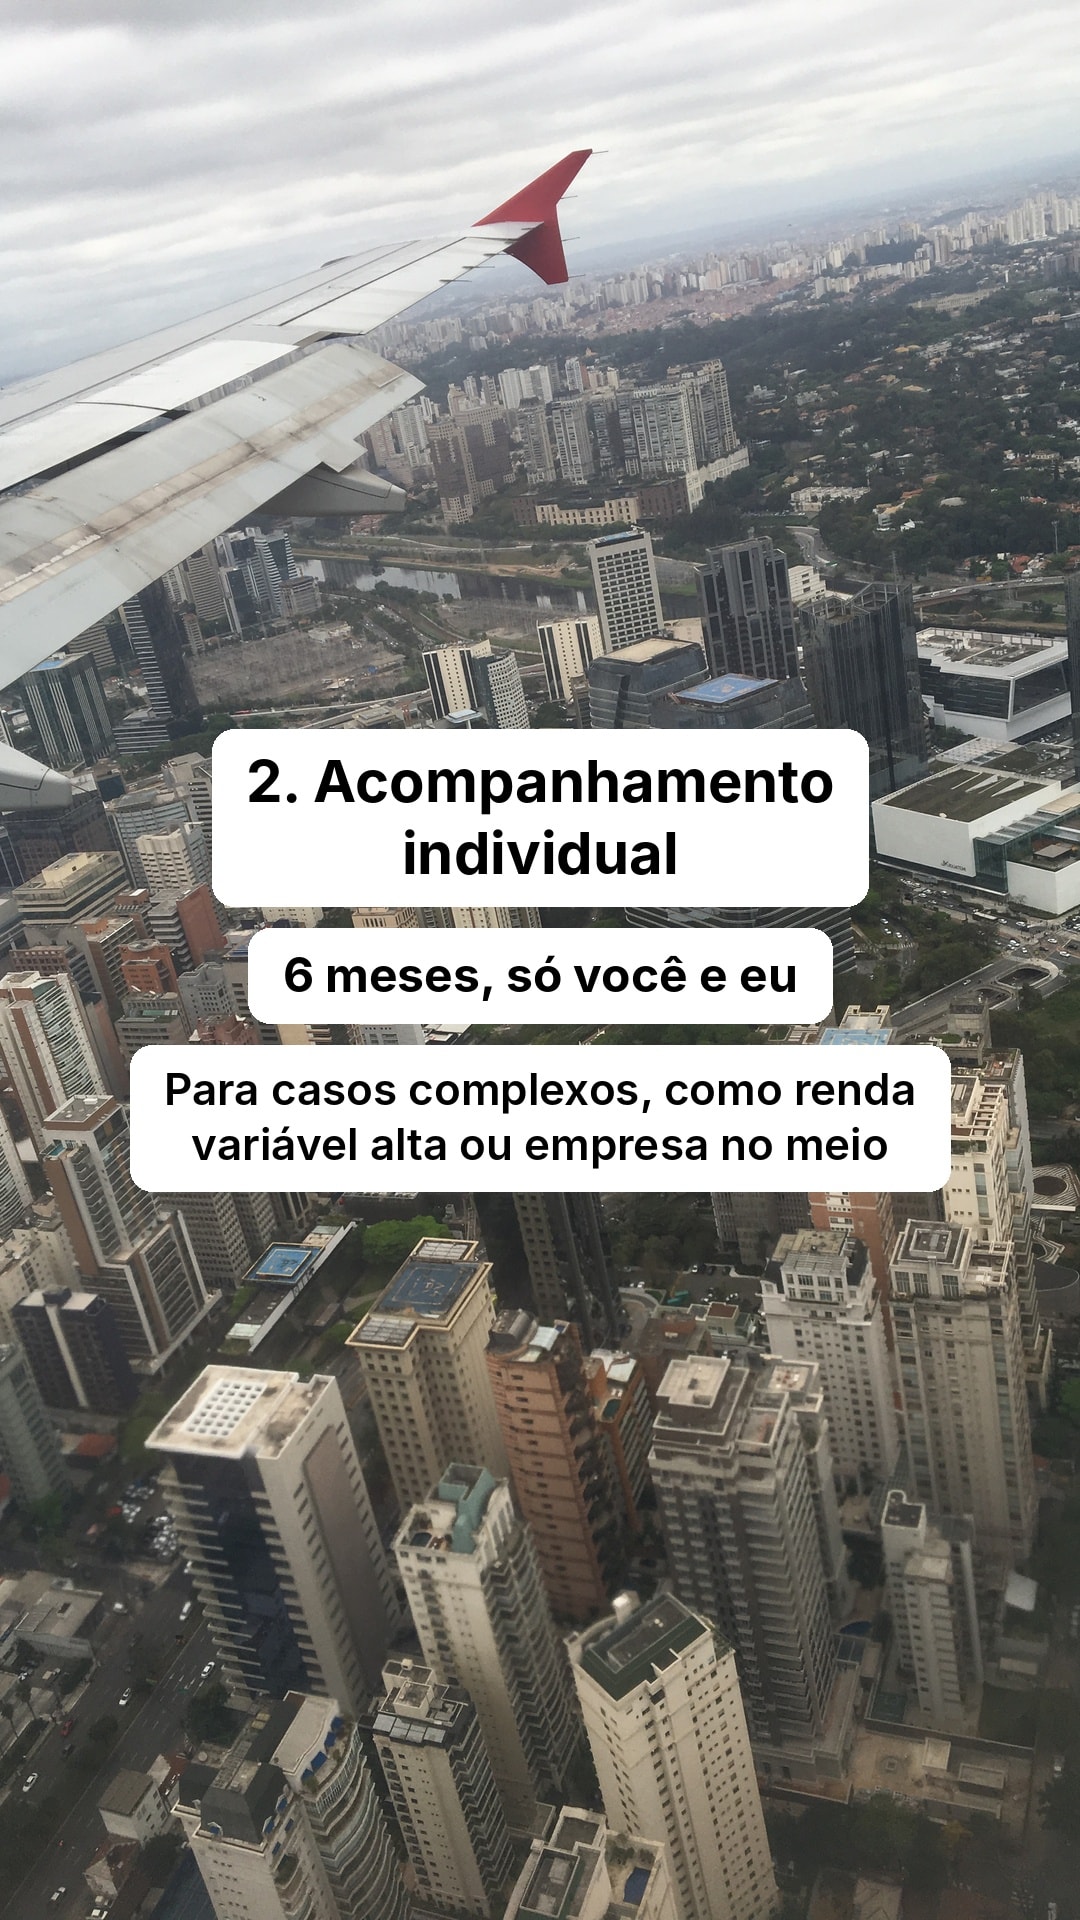 2. Acompanhamento
individual
6 meses, só você e eu
Para casos complexos, como renda
variável alta ou empresa no meio